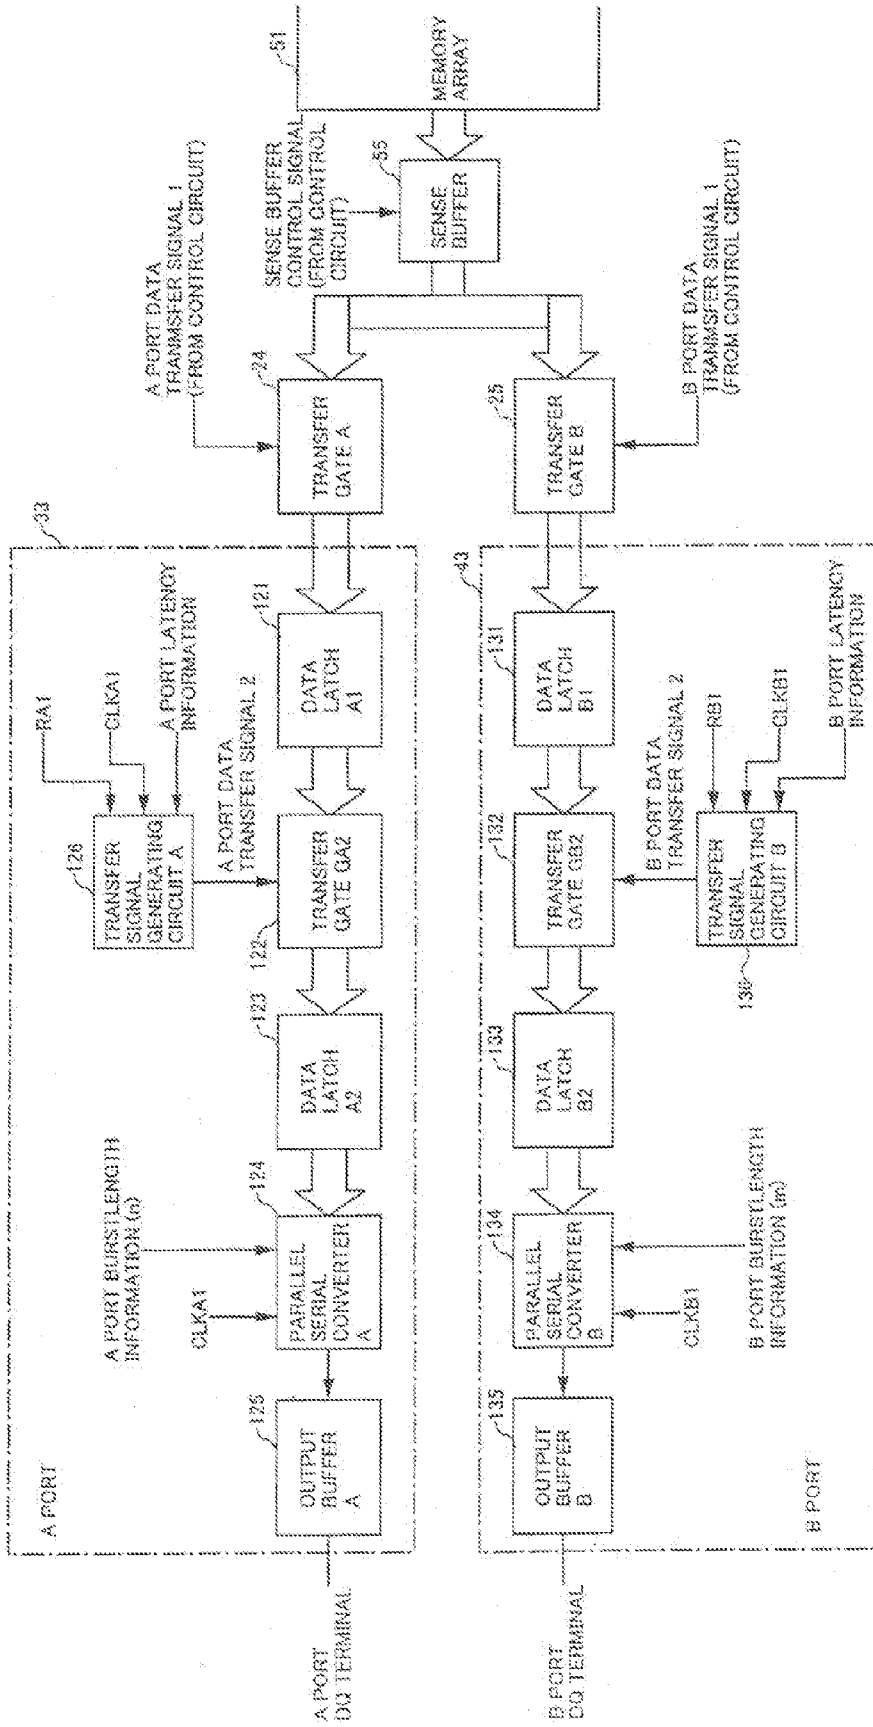 A PORT
DQ TERMINAL
B PORT
DQ TERMINAL
A PORT
33
125
OUTPUT
BUFFER
A
CLKA1
A PORT BURSTLENGTH
INFORMATION (n)
124
PARALLEL
SERIAL
CONVERTER
A
123
DATA
LATCH
A2
126
TRANSFER
SIGNAL
GENERATING
CIRCUIT A
RA1
CLKA1
A PORT LATENCY
INFORMATION
A PORT DATA
TRANSFER SIGNAL 2
122
TRANSFER
GATE GA2
121
DATA
LATCH
A1
A PORT DATA
TRANMSFER SIGNAL 1
(FROM CONTROL CIRCUIT)
24
TRANSFER
GATE A
SENSE BUFFER
CONTROL SIGNAL
(FROM CONTROL
CIRCUIT)
55
SENSE
BUFFER
51
MEMORY
ARRAY
B PORT
43
135
OUTPUT
BUFFER
B
134
PARALLEL
SERIAL
CONVERTER
B
CLKB1
B PORT BURSTLENGTH
INFORMATION (m)
133
DATA
LATCH
B2
132
TRANSFER
GATE GB2
B PORT DATA
TRANSFER SIGNAL 2
136
TRANSFER
SIGNAL
GENERATING
CIRCUIT B
RB1
CLKB1
B PORT LATENCY
INFORMATION
131
DATA
LATCH
B1
25
TRANSFER
GATE B
B PORT DATA
TRANMSFER SIGNAL 1
(FROM CONTROL CIRCUIT)